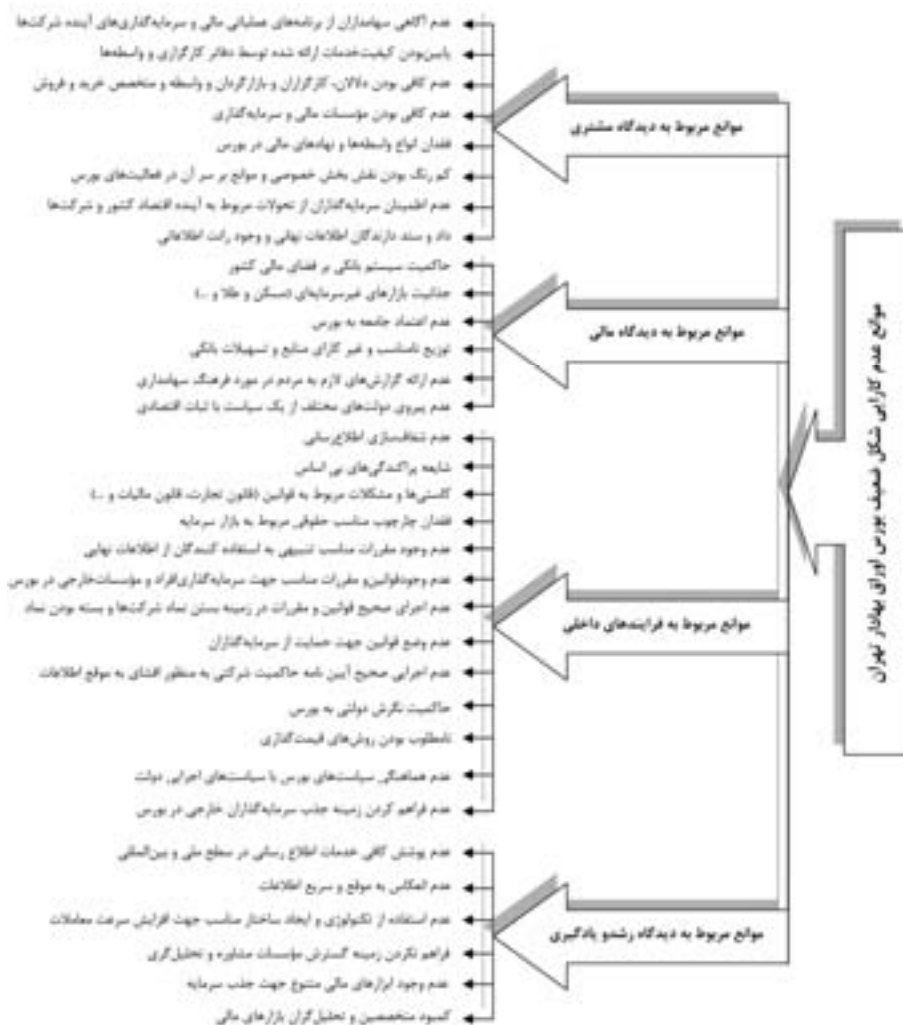 موانع عدم کارایی شکل ضعیف بورس اوراق بهادار تهران
موانع مربوط به دیدگاه مشتری
عدم آگاهی سهامداران از برنامه‌های عملیاتی مالی و سرمایه‌گذاری‌های آینده شرکت‌ها
پایین‌بودن کیفیت‌خدمات ارائه شده توسط دفاتر کارگزاری و واسطه‌ها
عدم کافی بودن دلالان، کارگزاران و بازارگردان و واسطه و متخصص خرید و فروش
عدم کافی بودن مؤسسات مالی و سرمایه‌گذاری
فقدان انواع واسطه‌ها و نهادهای مالی در بورس
کم رنگ بودن نقش بخش خصوصی و موانع بر سر آن در فعالیت‌های بورس
عدم اطمینان سرمایه‌گذاران از تحولات مربوط به آینده اقتصاد کشور و شرکت‌ها
داد و ستد دارندگان اطلاعات نهانی و وجود رانت اطلاعاتی
موانع مربوط به دیدگاه مالی
حاکمیت سیستم بانکی بر فضای مالی کشور
جذابیت بازارهای غیرسرمایه‌ای (مسکن و طلا و ...)
عدم اعتماد جامعه به بورس
توزیع نامناسب و غیر کارای منابع و تسهیلات بانکی
عدم ارائه گزارش‌های لازم به مردم در مورد فرهنگ سهامداری
عدم پیروی دولت‌های مختلف از یک سیاست با ثبات اقتصادی
موانع مربوط به فرایندهای داخلی
عدم شفاف‌سازی اطلاع‌رسانی
شایعه پراکندگی‌های بی اساس
کاستی‌ها و مشکلات مربوط به قوانین (قانون تجارت، قانون مالیات و ...)
فقدان چارچوب مناسب حقوقی مربوط به بازار سرمایه
عدم وجود مقررات مناسب تنبیهی به استفاده کنندگان از اطلاعات نهایی
عدم وجودقوانین‌و مقررات مناسب جهت سرمایه‌گذاری‌افراد و مؤسسات‌خارجی در بورس
عدم اجرای صحیح قوانین و مقررات در زمینه بستن نماد شرکت‌ها و بسته بودن نماد
عدم وضع قوانین جهت حمایت از سرمایه‌گذاران
عدم اجرایی صحیح آیین نامه حاکمیت شرکتی به منظور افشای به موقع اطلاعات
حاکمیت نگرش دولتی به بورس
نامطلوب بودن روش‌های قیمت‌گذاری
عدم هماهنگی سیاست‌های بورس با سیاست‌های اجرایی دولت
عدم فراهم کردن زمینه جذب سرمایه‌گذاران خارجی در بورس
موانع مربوط به دیدگاه رشدو یادگیری
عدم پوشش کافی خدمات اطلاع رسانی در سطح ملی و بین‌المللی
عدم انعکاس به موقع و سریع اطلاعات
عدم استفاده از تکنولوژی و ایجاد ساختار مناسب جهت افزایش سرعت معاملات
فراهم نکردن زمینه گسترش مؤسسات مشاوره و تحلیل‌گری
عدم وجود ابزارهای مالی متنوع جهت جذب سرمایه
کمبود متخصصین و تحلیل‌گران بازارهای مالی